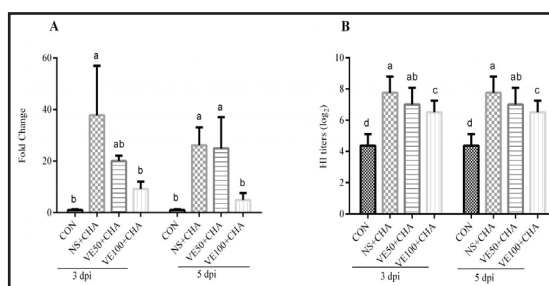 A
Fold Change
60
40
20
0
b
a
ab
b
b
a
a
b
CON
NS+CHA
VE50+CHA
VE100+CHA
CON
NS+CHA
VE50+CHA
VE100+CHA
3 dpi
5 dpi
B
HI titers (log2)
10
8
6
4
2
0
d
a
ab
c
d
a
ab
c
CON
NS+CHA
VE50+CHA
VE100+CHA
CON
NS+CHA
VE50+CHA
VE100+CHA
3 dpi
5 dpi